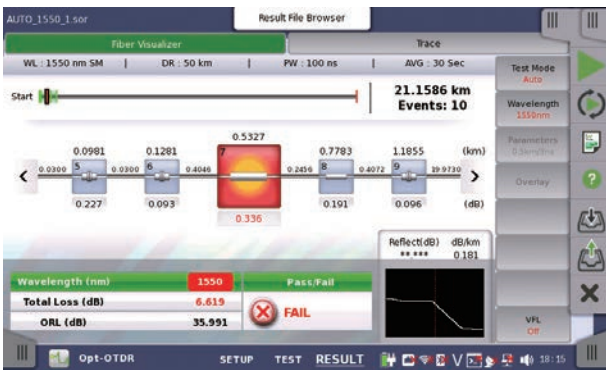 AUTO_1550_1.sor
Result File Browser
Fiber Visualizer
Trace
WL : 1550 nm SM | DR : 50 km | PW : 100 ns | AVG : 30 Sec
Test Mode
Auto
Start
21.1586 km
Events: 10
Wavelength
1550nm
Parameters
0.5327
0.0981 0.1281 0.7783 1.1855 (km)
5 6 7 8 9
0.0300 0.0300 0.4046 0.2456 0.4072 19.9730
Overlay
0.227 0.093 0.336 0.191 0.096 (dB)
Reflect(dB) dB/km
**.*** 0.181
Wavelength (nm) 1550 Pass/Fail
Total Loss (dB) 6.619
FAIL
ORL (dB) 35.991
VFL
Off
Opt-OTDR SETUP TEST RESULT 18:15